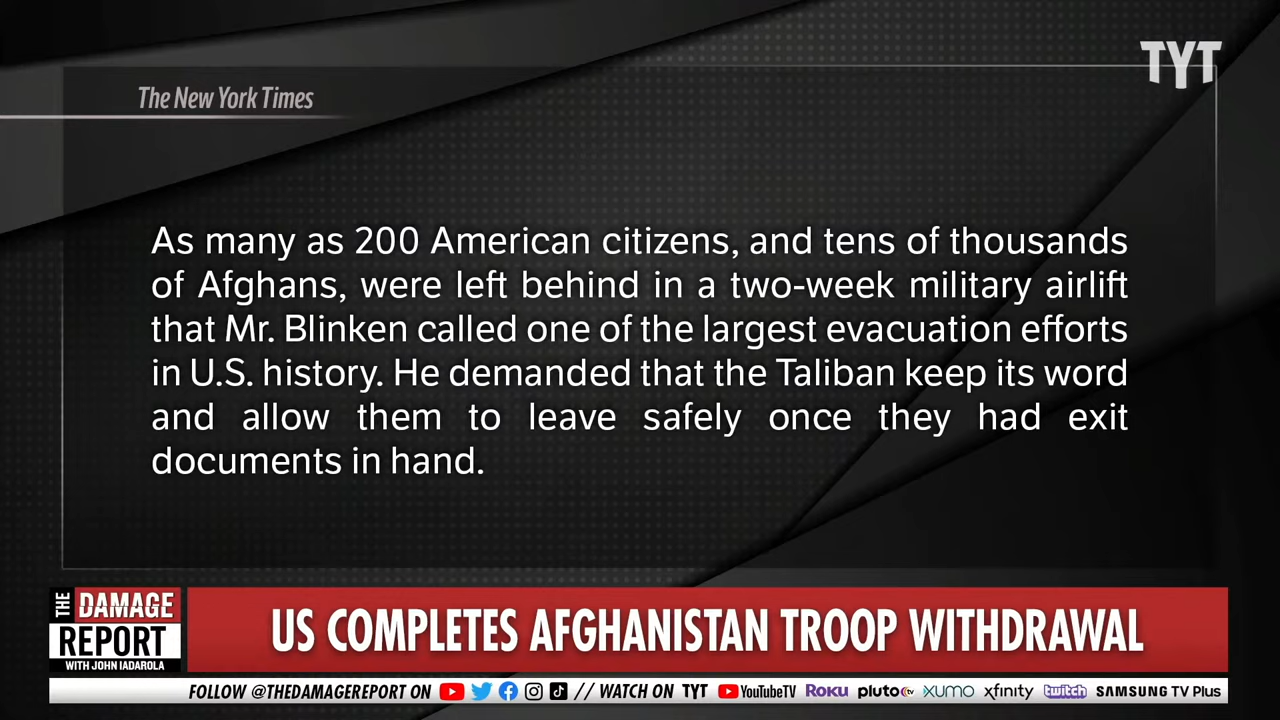 TYT
The New York Times
As many as 200 American citizens, and tens of thousands
of Afghans, were left behind in a two-week military airlift
that Mr. Blinken called one of the largest evacuation efforts
in U.S. history. He demanded that the Taliban keep its word
and allow them to leave safely once they had exit
documents in hand.
THE DAMAGE
REPORT
WITH JOHN IADAROLA
US COMPLETES AFGHANISTAN TROOP WITHDRAWAL
FOLLOW @THEDAMAGEREPORT ON // WATCH ON TYT YouTubeTV Roku pluto tv xumo xfinity twitch SAMSUNG TV Plus